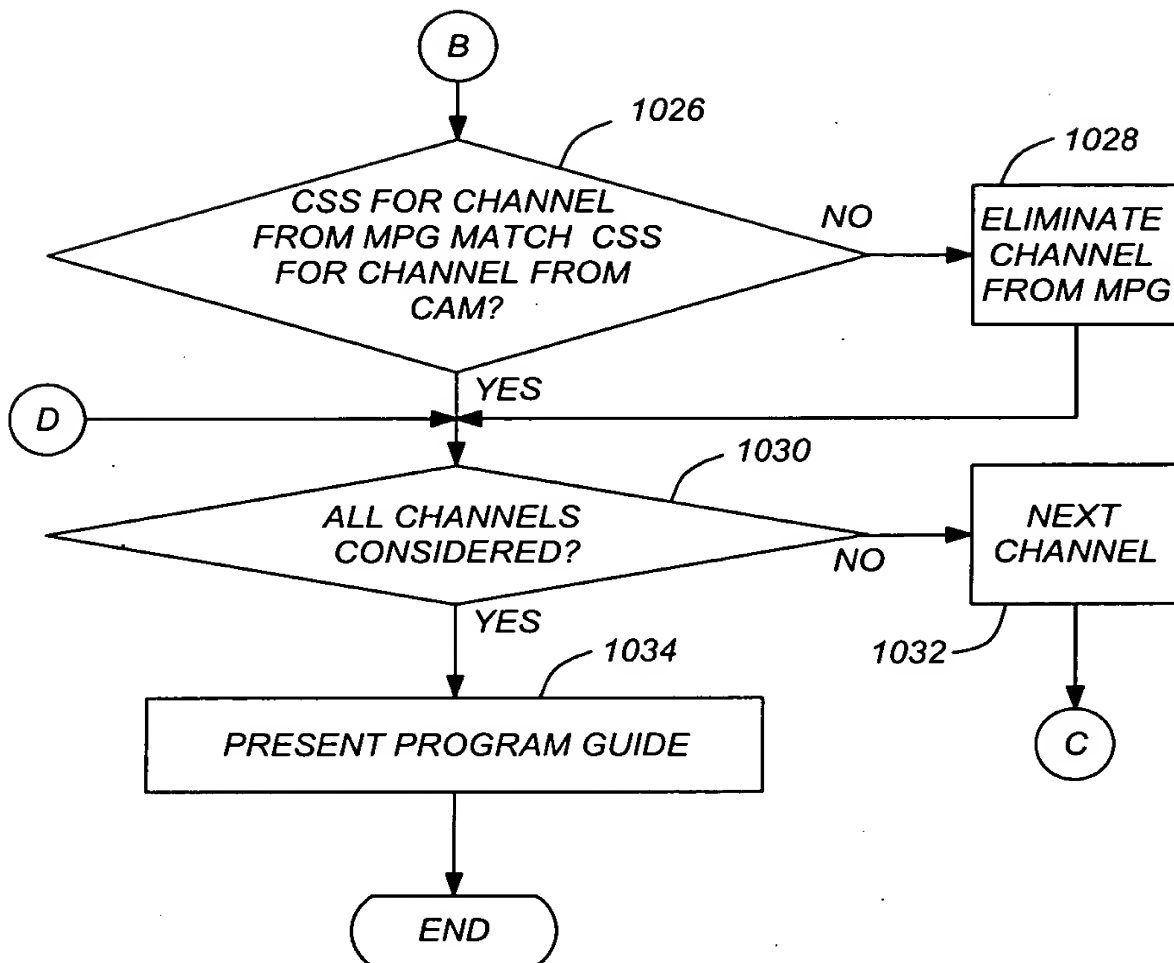 B
1026
CSS FOR CHANNEL
FROM MPG MATCH CSS
FOR CHANNEL FROM
CAM?
NO
1028
ELIMINATE
CHANNEL
FROM MPG
YES
D
1030
ALL CHANNELS
CONSIDERED?
NO
NEXT
CHANNEL
1032
YES
1034
PRESENT PROGRAM GUIDE
C
END